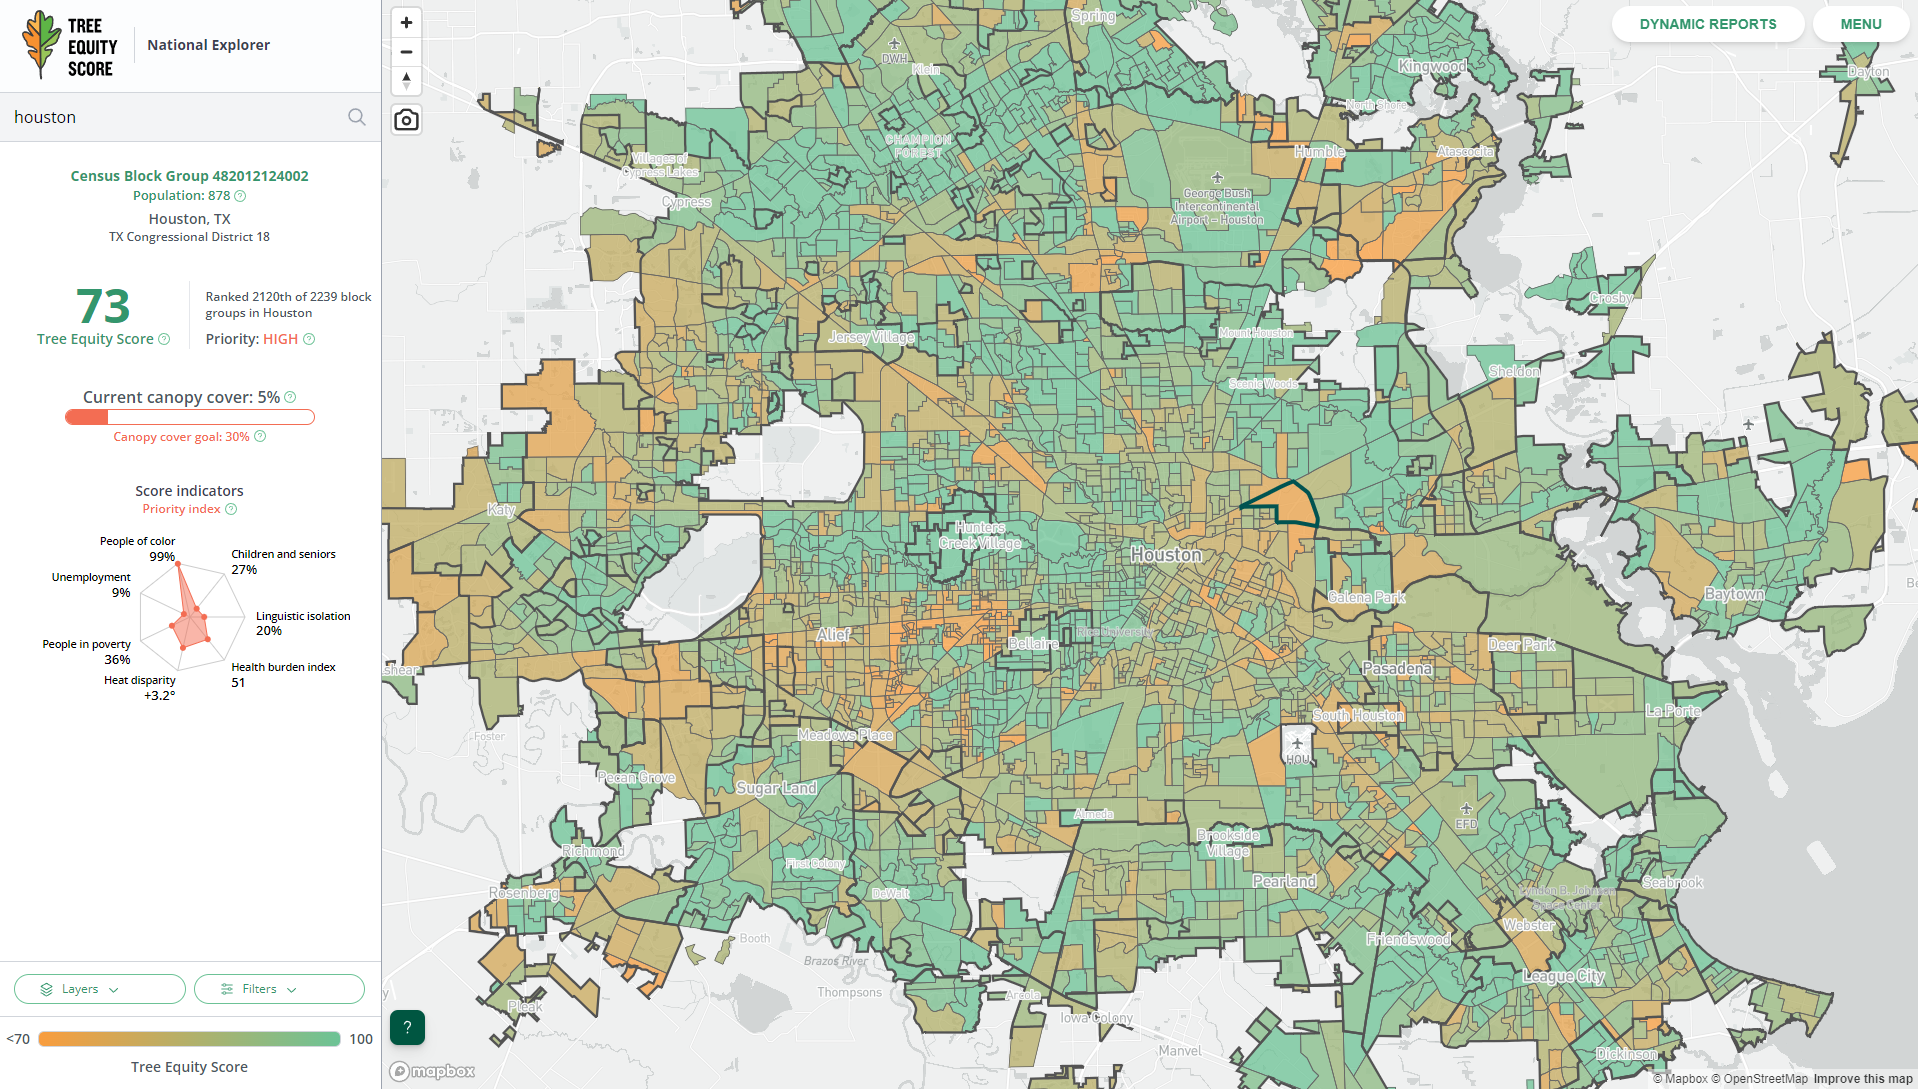 TREE
EQUITY
SCORE
National Explorer
houston
Census Block Group 482012124002
Population: 878
Houston, TX
TX Congressional District 18
73
Tree Equity Score
Ranked 2120th of 2239 block
groups in Houston
Priority: HIGH
Current canopy cover: 5%
Canopy cover goal: 30%
Score indicators
Priority index
People of color
99%
Children and seniors
27%
Unemployment
9%
Linguistic isolation
20%
People in poverty
36%
Health burden index
51
Heat disparity
+3.2°
Layers
Filters
<70
100
Tree Equity Score
+
−
DYNAMIC REPORTS
MENU
Spring
DWH
Klein
Kingwood
Dayton
North Shore
CHAMPION
FOREST
Villages of
Cypress Lakes
Humble
Atascocita
Cypress
George Bush
Intercontinental
Airport - Houston
Crosby
Jersey Village
Mount Houston
Sheldon
Scenic Woods
Katy
Hunters
Creek Village
Houston
Galena Park
Baytown
Be
Alief
Bellaire
Rice University
Deer Park
Pasadena
shear
La Porte
South Houston
Foster
Meadows Place
HOU
Pecan Grove
Sugar Land
Almeda
EFD
Brookside
Village
Richmond
First Colony
Pearland
Seabrook
Rosenberg
DeWalt
Lyndon B. Johnson
Space Center
Webster
Booth
Friendswood
Brazos River
League City
Thompsons
Arcola
y
Pleak
Iowa Colony
Manvel
Dickinson
?
mapbox
© Mapbox © OpenStreetMap Improve this map